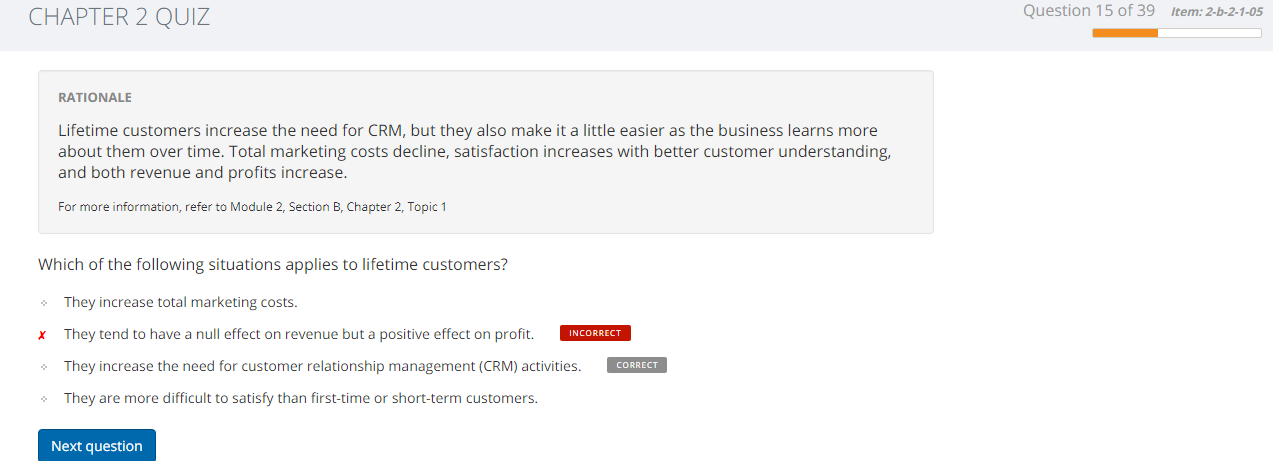 CHAPTER 2 QUIZ
Question 15 of 39 Item: 2-b-2-1-05
RATIONALE
Lifetime customers increase the need for CRM, but they also make it a little easier as the business learns more
about them over time. Total marketing costs decline, satisfaction increases with better customer understanding,
and both revenue and profits increase.
For more information, refer to Module 2, Section B, Chapter 2, Topic 1
Which of the following situations applies to lifetime customers?
They increase total marketing costs.
✗ They tend to have a null effect on revenue but a positive effect on profit. INCORRECT
They increase the need for customer relationship management (CRM) activities. CORRECT
They are more difficult to satisfy than first-time or short-term customers.
Next question